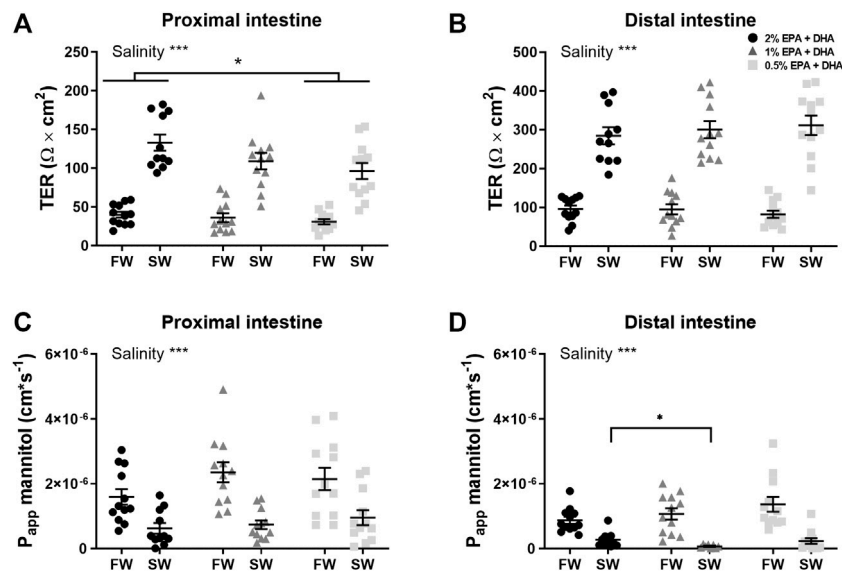 A
Proximal intestine
Salinity ***
*
TER (Ω × cm²)
250
200
150
100
50
0
FW SW FW SW FW SW
B
Distal intestine
Salinity ***
2% EPA + DHA
1% EPA + DHA
0.5% EPA + DHA
TER (Ω × cm²)
500
400
300
200
100
0
FW SW FW SW FW SW
C
Proximal intestine
Salinity ***
P_app mannitol (cm*s⁻¹)
6×10⁻⁶
4×10⁻⁶
2×10⁻⁶
0
FW SW FW SW FW SW
D
Distal intestine
Salinity ***
*
P_app mannitol (cm*s⁻¹)
6×10⁻⁶
4×10⁻⁶
2×10⁻⁶
0
FW SW FW SW FW SW